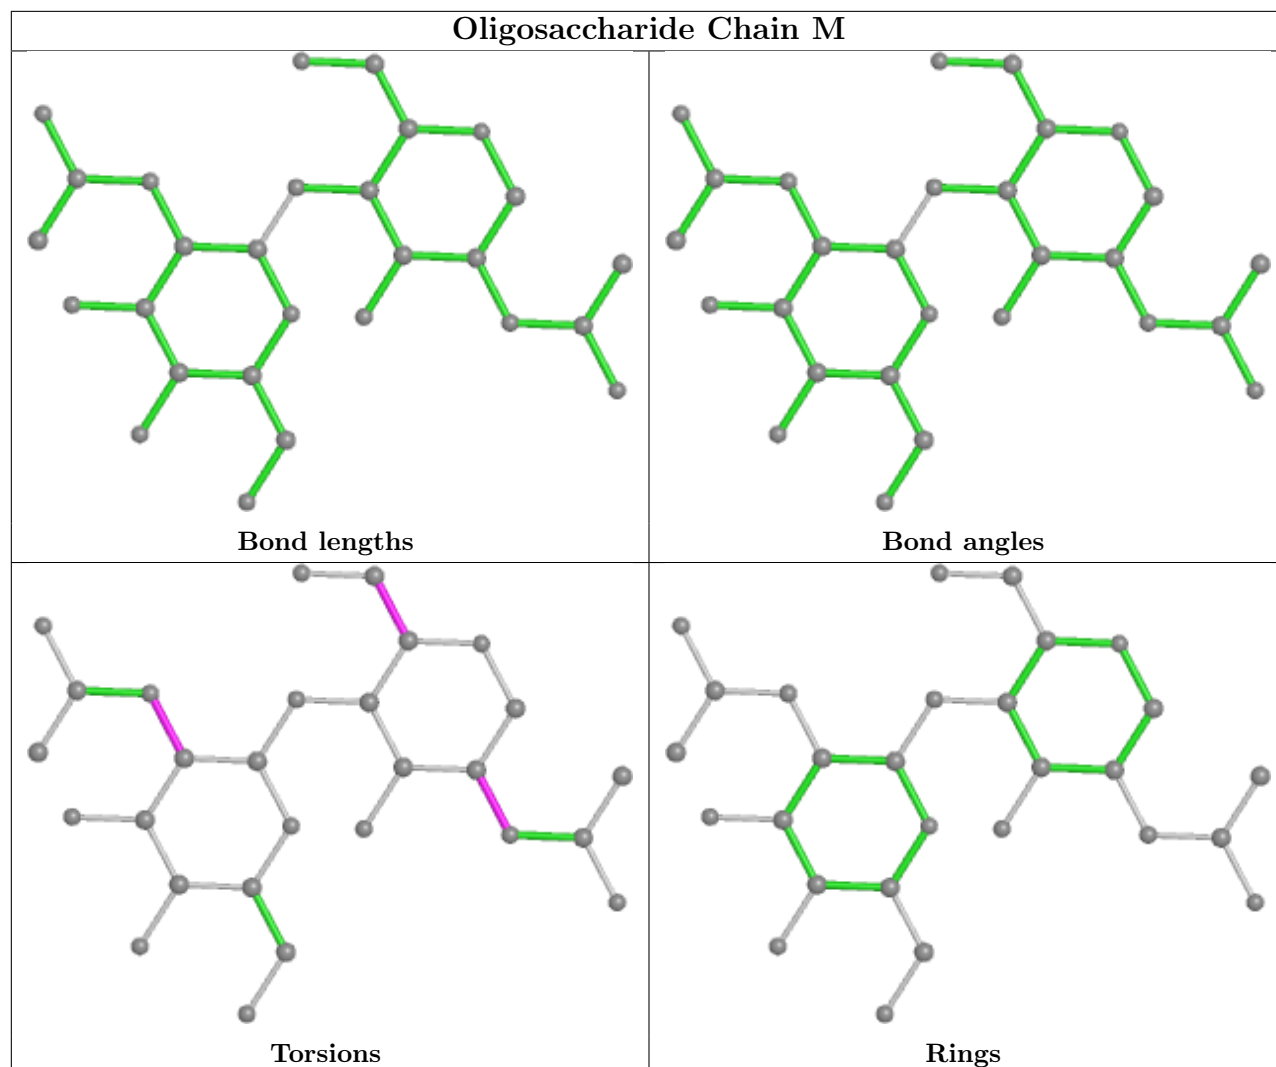 Oligosaccharide Chain M
Bond lengths
Bond angles
Torsions
Rings